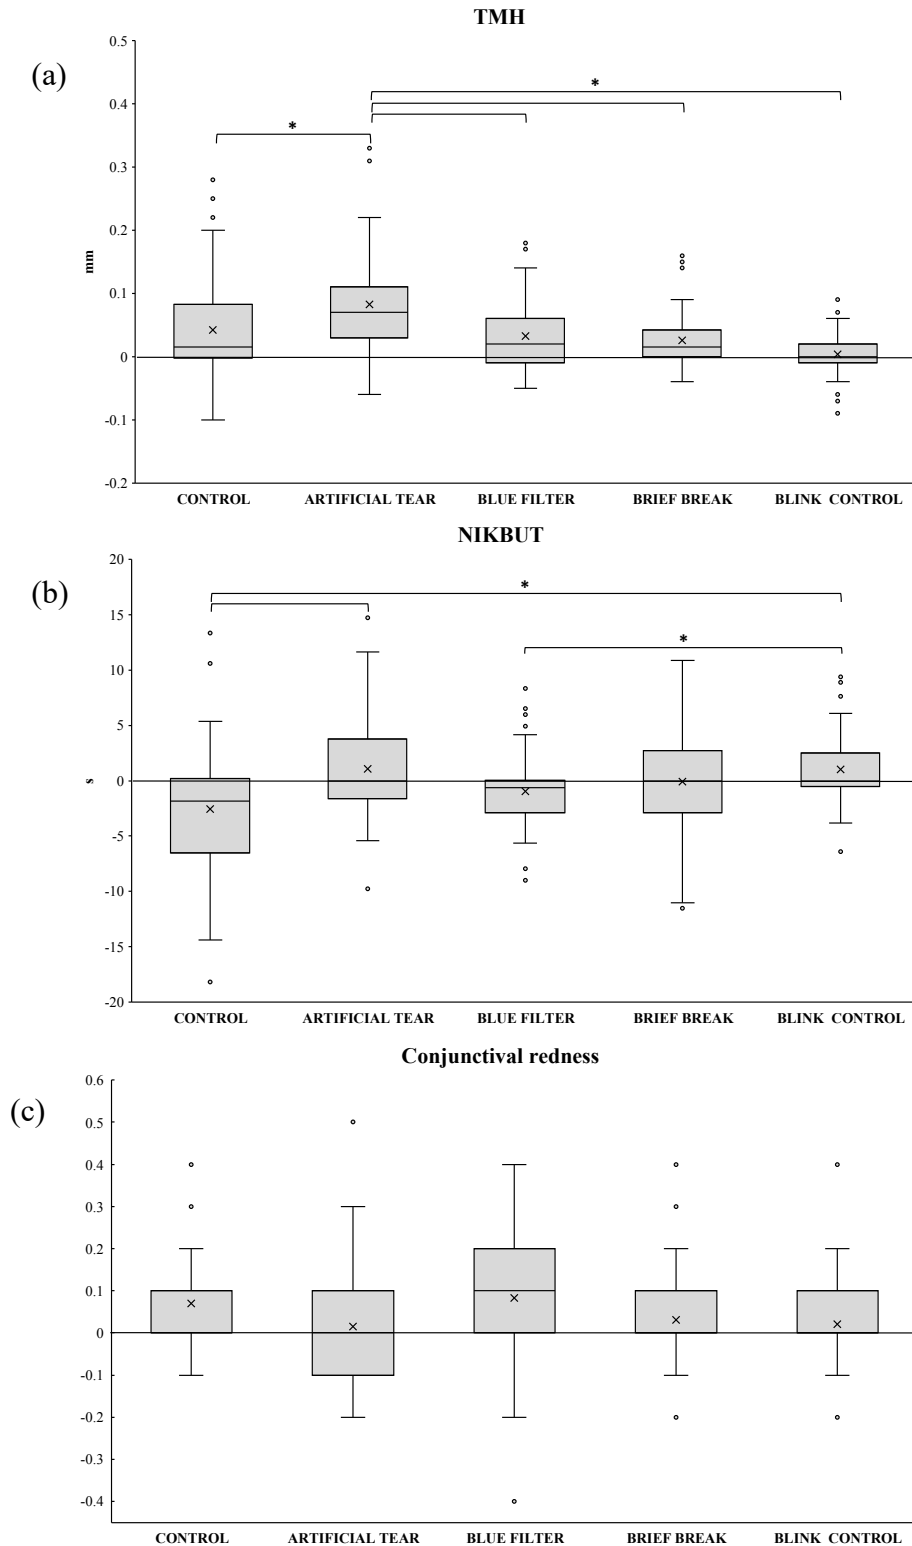 TMH
(a)
0.5
0.4
0.3
0.2
0.1
0
-0.1
-0.2
mm
*
*
CONTROL ARTIFICIAL TEAR BLUE FILTER BRIEF BREAK BLINK CONTROL
NIKBUT
(b)
20
15
10
5
0
-5
-10
-15
-20
s
*
*
CONTROL ARTIFICIAL TEAR BLUE FILTER BRIEF BREAK BLINK CONTROL
Conjunctival redness
(c)
0.6
0.5
0.4
0.3
0.2
0.1
0
-0.1
-0.2
-0.3
-0.4
CONTROL ARTIFICIAL TEAR BLUE FILTER BRIEF BREAK BLINK CONTROL